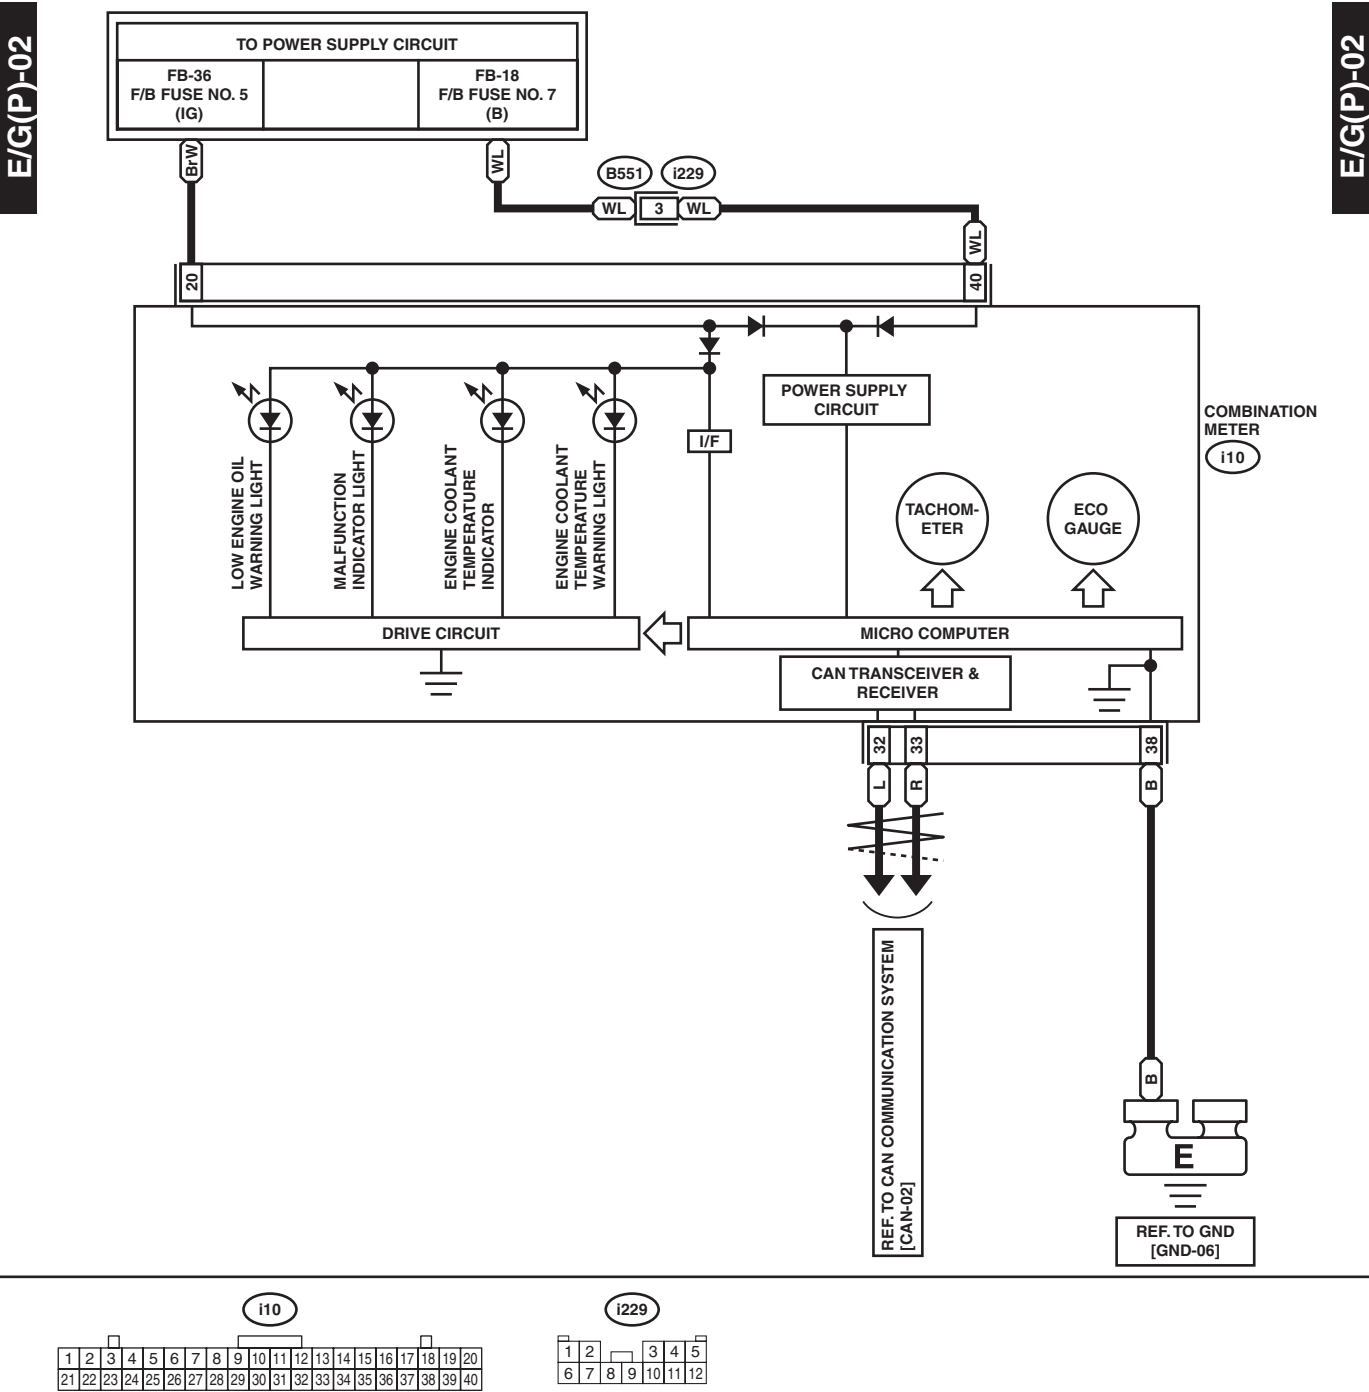 E/G(P)-02
E/G(P)-02
TO POWER SUPPLY CIRCUIT
FB-36
F/B FUSE NO. 5
(IG)
FB-18
F/B FUSE NO. 7
(B)
BrW
WL
B551
i229
WL
3
WL
WL
20
40
POWER SUPPLY
CIRCUIT
I/F
COMBINATION
METER
i10
LOW ENGINE OIL
WARNING LIGHT
MALFUNCTION
INDICATOR LIGHT
ENGINE COOLANT
TEMPERATURE
INDICATOR
ENGINE COOLANT
TEMPERATURE
WARNING LIGHT
TACHOM-
ETER
ECO
GAUGE
DRIVE CIRCUIT
MICRO COMPUTER
CAN TRANSCEIVER &
RECEIVER
32
33
38
L
R
B
REF. TO CAN COMMUNICATION SYSTEM
[CAN-02]
B
E
REF. TO GND
[GND-06]
i10
1 2 3 4 5 6 7 8 9 10 11 12 13 14 15 16 17 18 19 20
21 22 23 24 25 26 27 28 29 30 31 32 33 34 35 36 37 38 39 40
i229
1 2 3 4 5
6 7 8 9 10 11 12